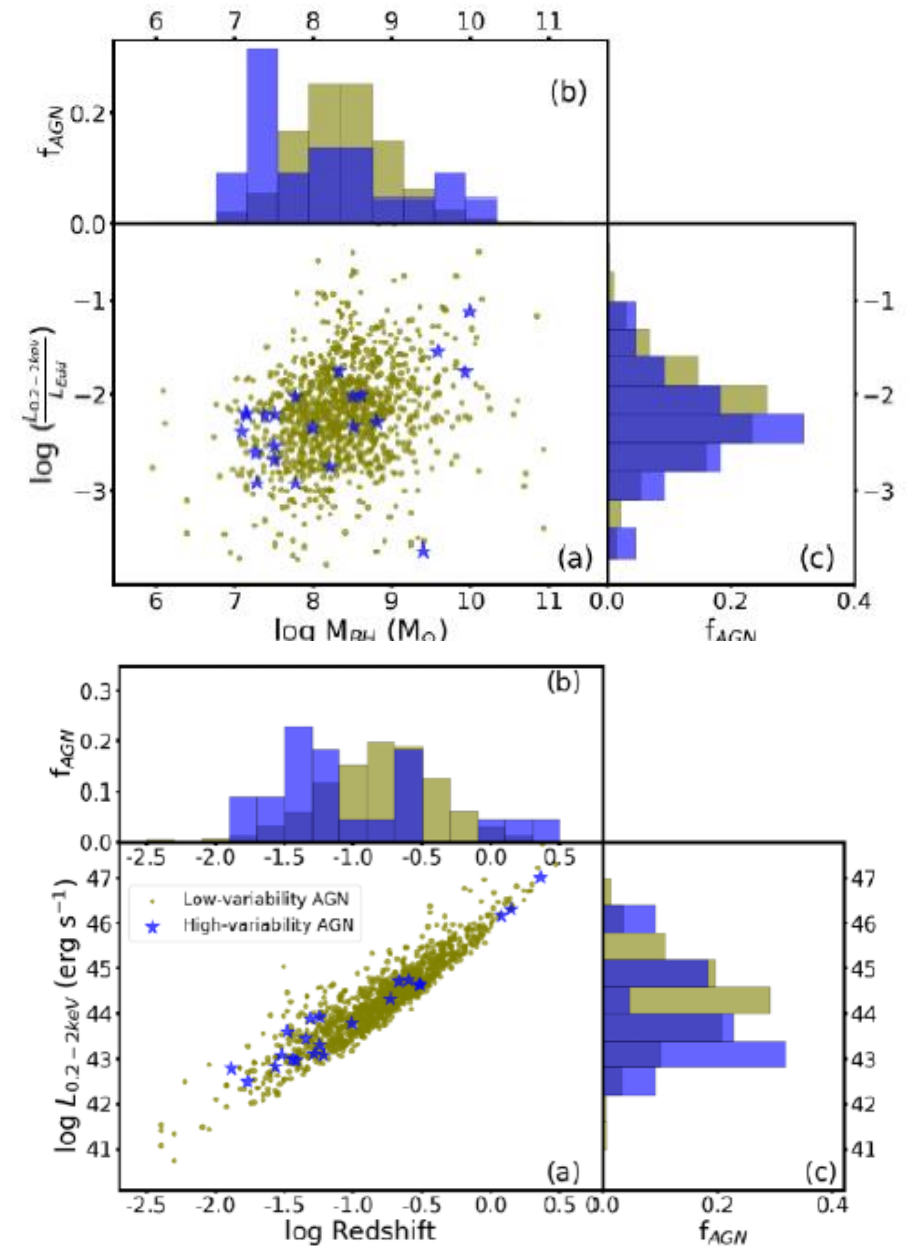 6 7 8 9 10 11
(b)
f_AGN
0.2
0.0
−1
−2
−3
log (L_0.2−2keV / L_Edd)
(a)
6 7 8 9 10 11
log M_BH (M_⊙)
−1
−2
−3
(c)
0.0 0.2 0.4
f_AGN
(b)
f_AGN
0.3
0.2
0.1
0.0
-2.5 -2.0 -1.5 -1.0 -0.5 0.0 0.5
Low-variability AGN
High-variability AGN
47
46
45
44
43
42
41
log L_0.2−2keV (erg s⁻¹)
(a)
-2.5 -2.0 -1.5 -1.0 -0.5 0.0 0.5
log Redshift
47
46
45
44
43
42
41
(c)
0.2 0.4
f_AGN